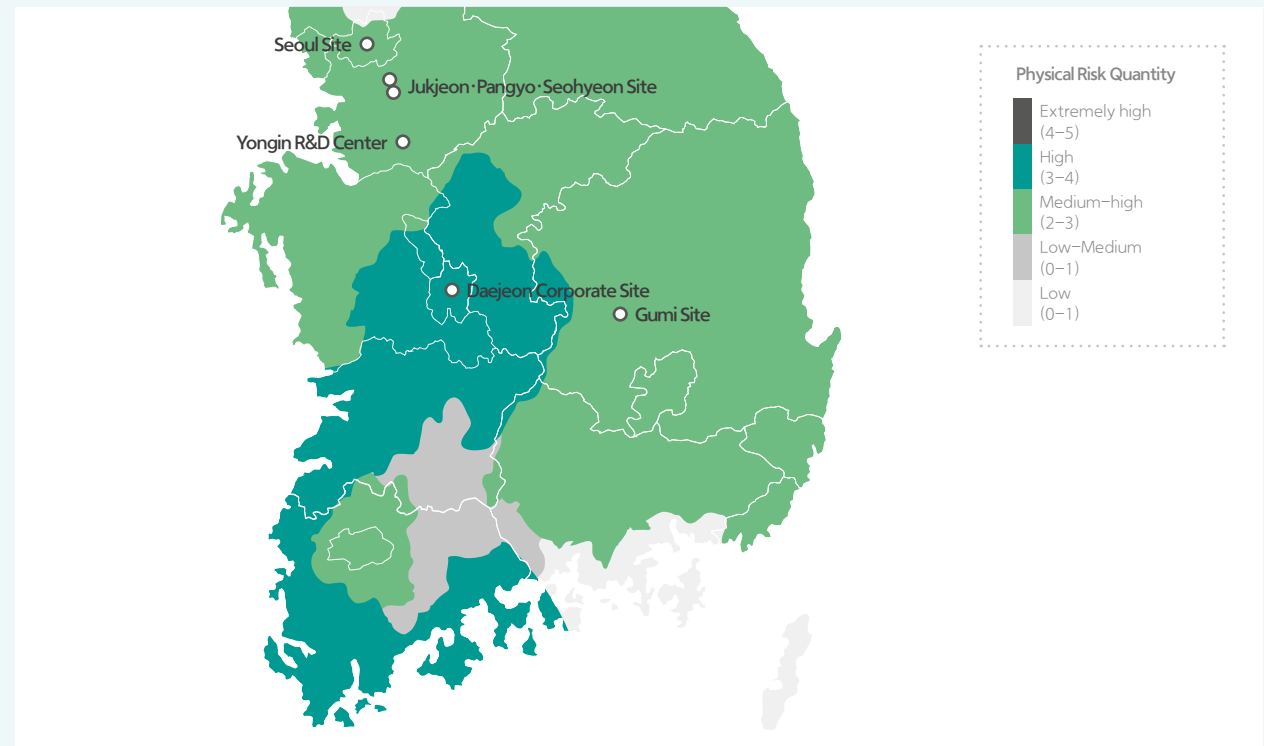 Seoul Site
Jukjeon·Pangyo·Seohyeon Site
Yongin R&D Center
Daejeon Corporate Site
Gumi Site
Physical Risk Quantity
Extremely high
(4–5)
High
(3–4)
Medium–high
(2–3)
Low–Medium
(0–1)
Low
(0–1)